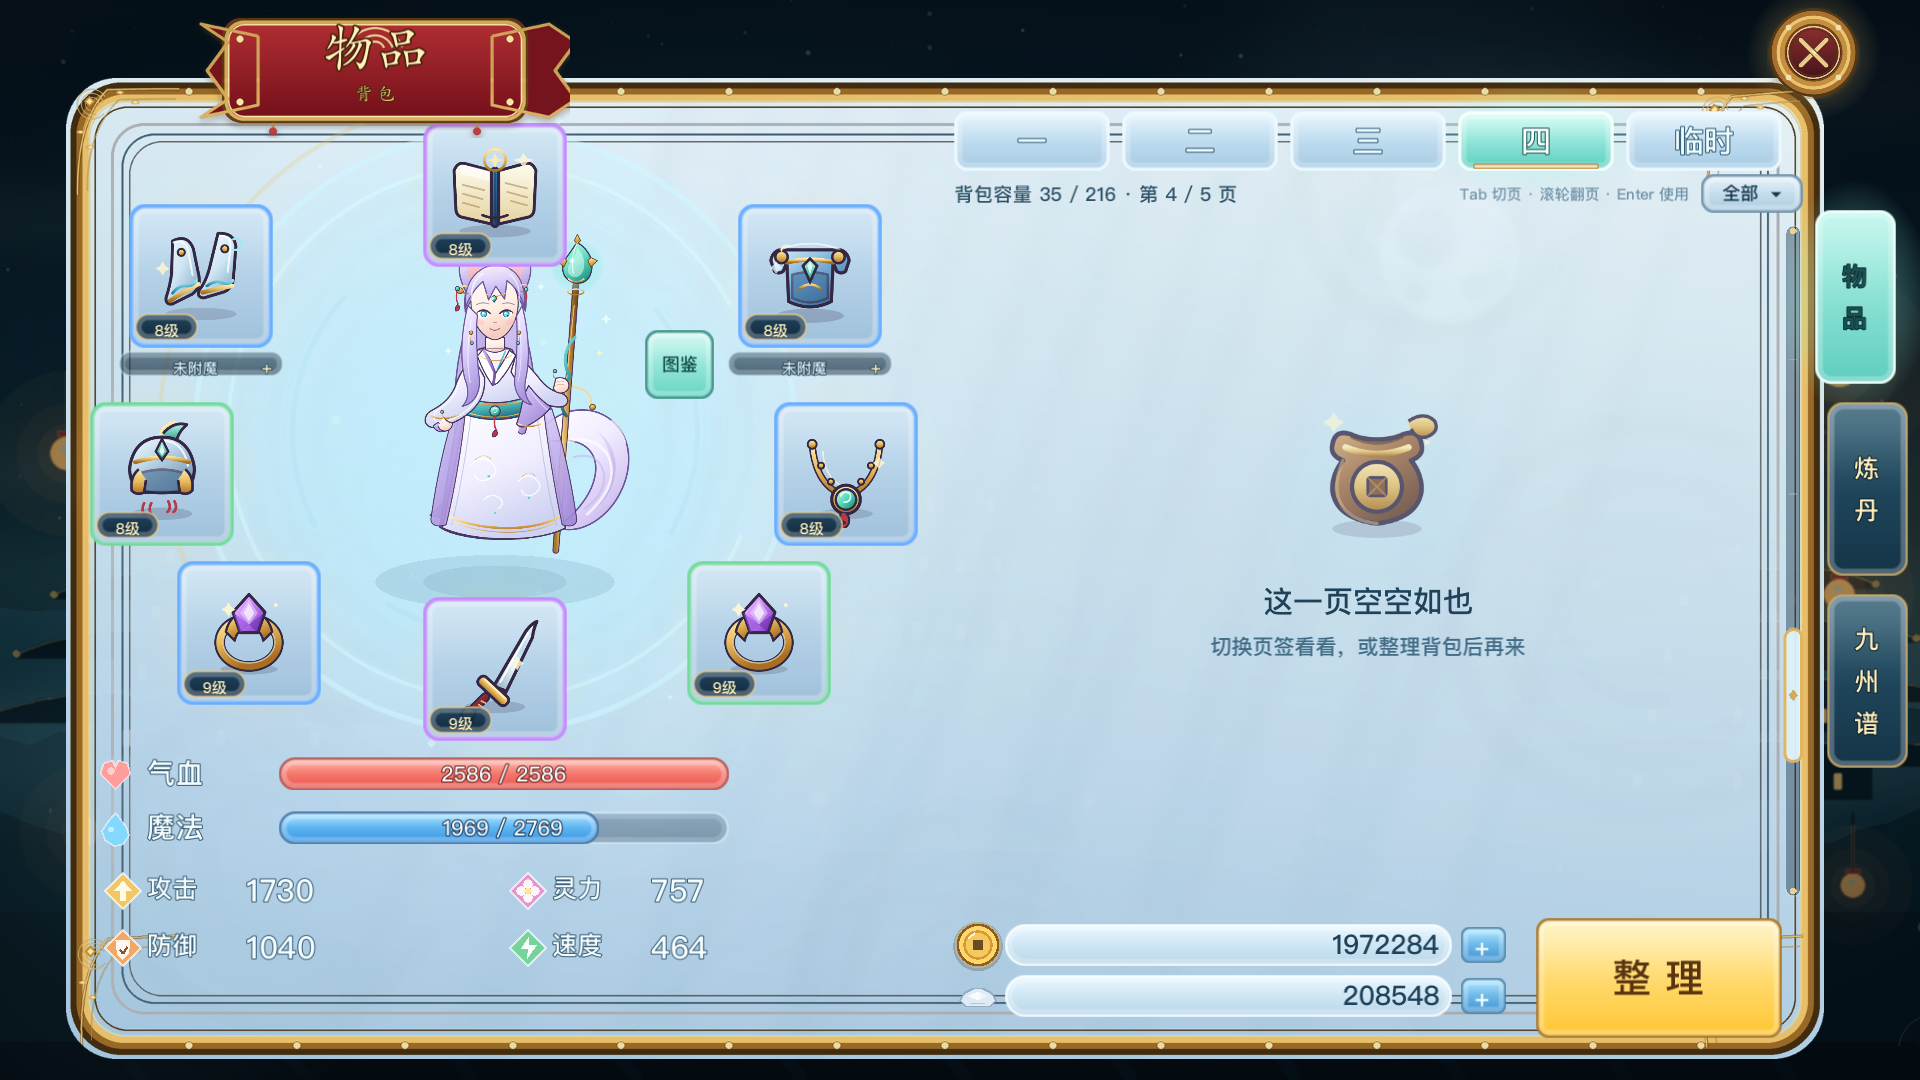 物品
背包
一
二
三
四
临时
背包容量 35 / 216 · 第 4 / 5 页
Tab 切页 · 滚轮翻页 · Enter 使用
全部
8级
8级
未附魔 +
8级
未附魔 +
图鉴
8级
8级
9级
9级
9级
这一页空空如也
切换页签看看，或整理背包后再来
物品
炼丹
九州谱
气血
2586 / 2586
魔法
1969 / 2769
攻击 1730
灵力 757
防御 1040
速度 464
1972284 +
208548 +
整理